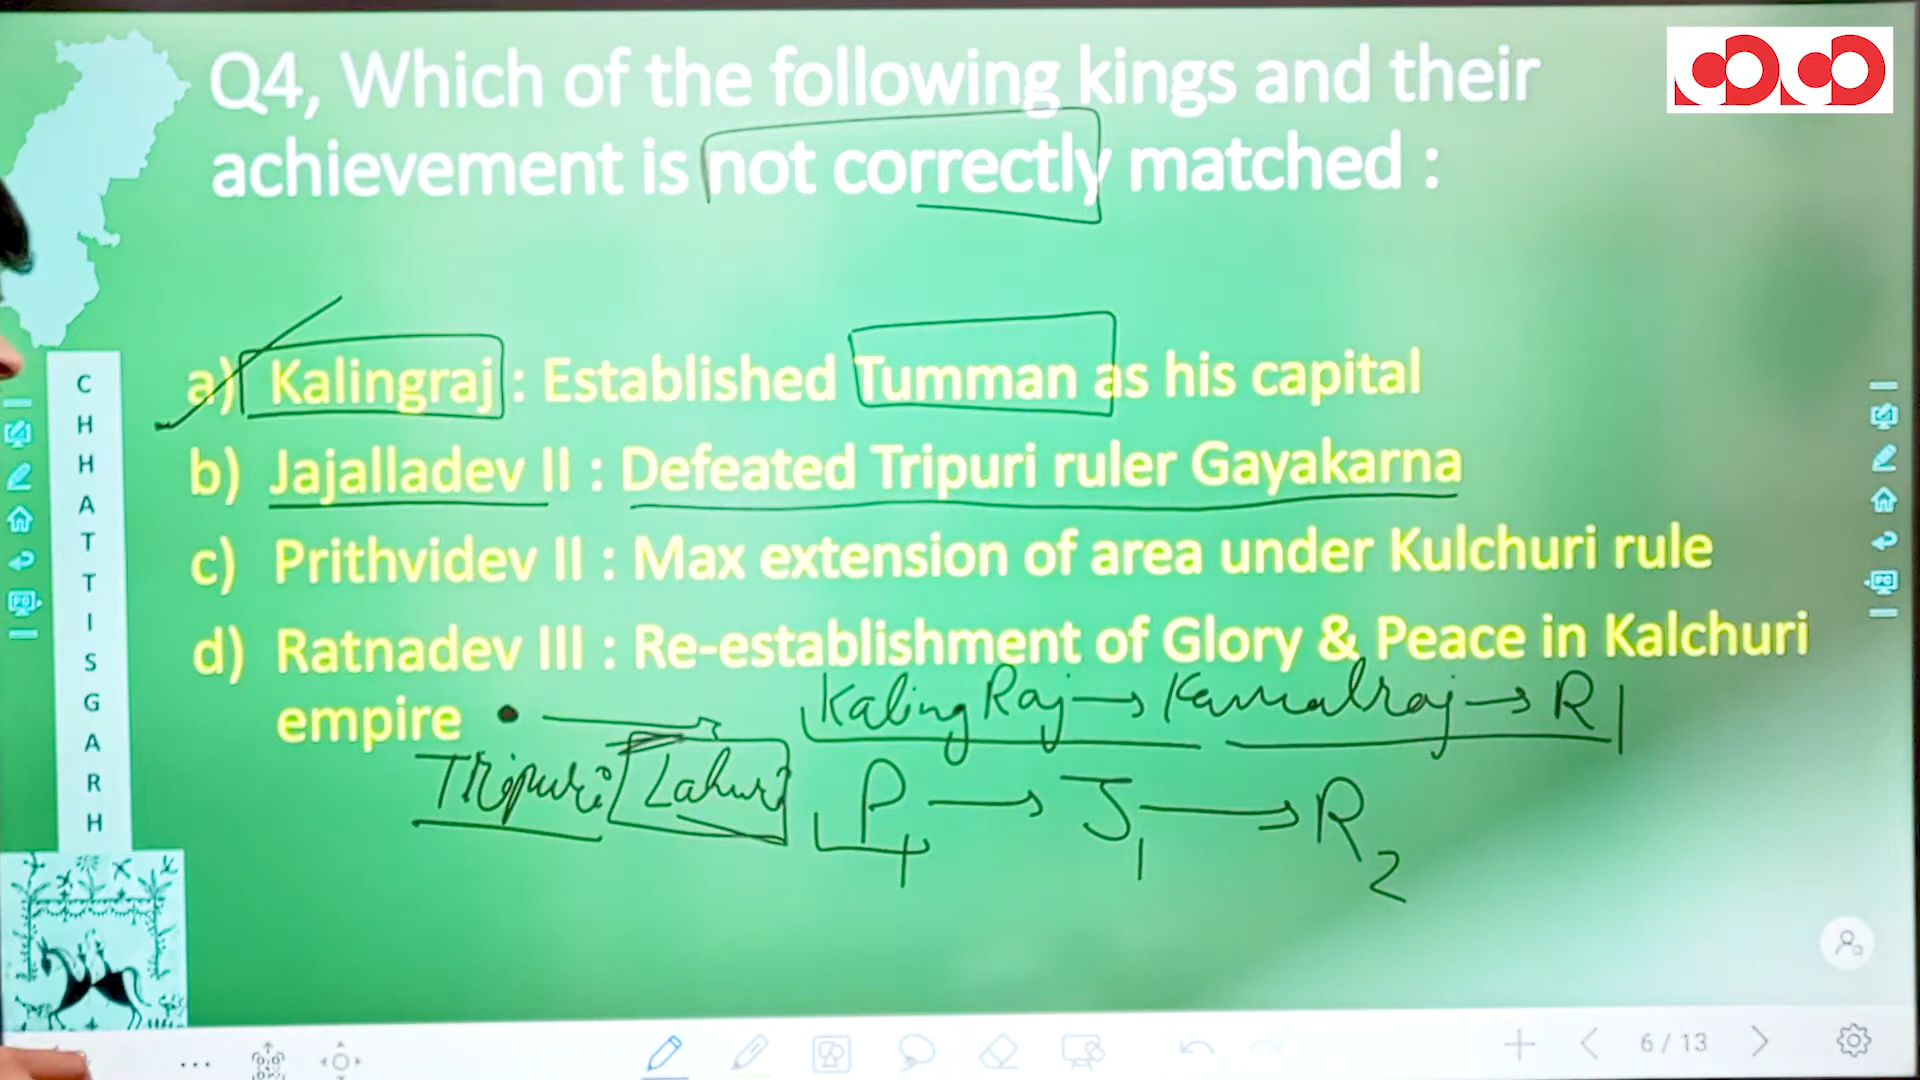 Q4, Which of the following kings and their
achievement is not correctly matched :
a) Kalingraj : Established Tumman as his capital
b) Jajalladev II : Defeated Tripuri ruler Gayakarna
c) Prithvidev II : Max extension of area under Kulchuri rule
d) Ratnadev III : Re-establishment of Glory & Peace in Kalchuri
empire
KalingRaj → Kamalraj → R1
Tripuri Lahuri P1 → J1 → R2
CHHATTISGARH
6 / 13